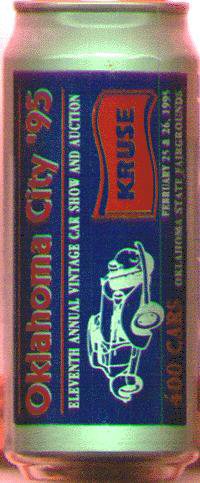 Oklahoma City '95
ELEVENTH ANNUAL VINTAGE CAR SHOW AND AUCTION
KRUSE
FEBRUARY 25 & 26, 1995
OKLAHOMA STATE FAIRGROUNDS
400 CARS